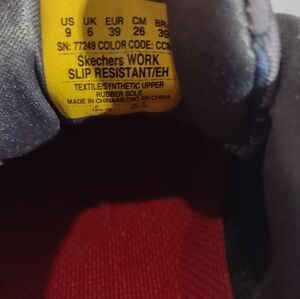 US UK EUR CM BRA
9 6 39 26 39
SN: 77249 COLOR CODE: CCM
Skechers WORK
SLIP RESISTANT/EH
TEXTILE/SYNTHETIC UPPER
RUBBER SOLE
MADE IN CHINA/HECHO EN CHINA